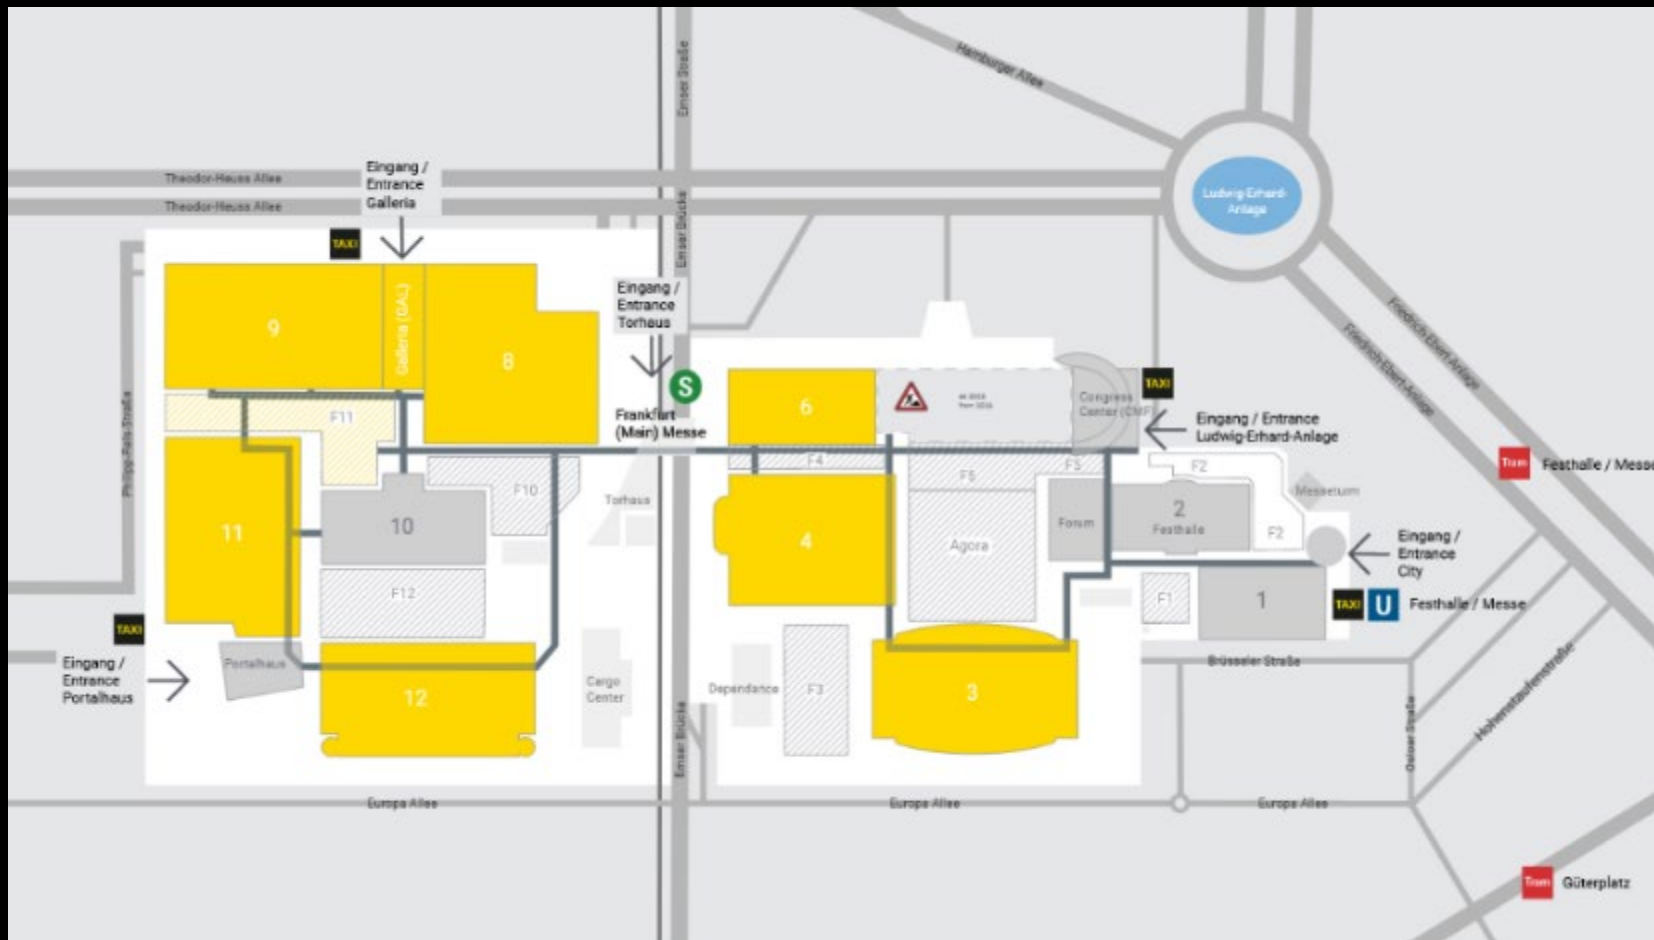 Hamburger Allee
Emser Straße
Eingang /
Entrance
Galleria
Theodor-Heuss Allee
Theodor-Heuss Allee
Ludwig-Erhard-
Anlage
Emser Brücke
TAXI
Eingang /
Entrance
Torhaus
9
Galleria (GAL)
8
S
Frankfurt
(Main) Messe
6
Congress
Center (CMF)
TAXI
Eingang / Entrance
Ludwig-Erhard-Anlage
Friedrich-Ebert-Anlage
Friedrich-Ebert-Anlage
Tram
Festhalle / Messe
Philipp-Reis-Straße
F11
F4
F5
F5
F2
F10
Torhaus
Messeturm
11
10
4
Agora
Forum
2
Festhalle
F2
Eingang /
Entrance
City
F12
F1
1
TAXI
U
Festhalle / Messe
TAXI
Eingang /
Entrance
Portalhaus
Portalhaus
12
Cargo
Center
Dependance
F3
3
Brüsseler Straße
Emser Brücke
Osloer Straße
Hohenstaufenstraße
Europa Allee
Europa Allee
Europa Allee
Tram
Güterplatz